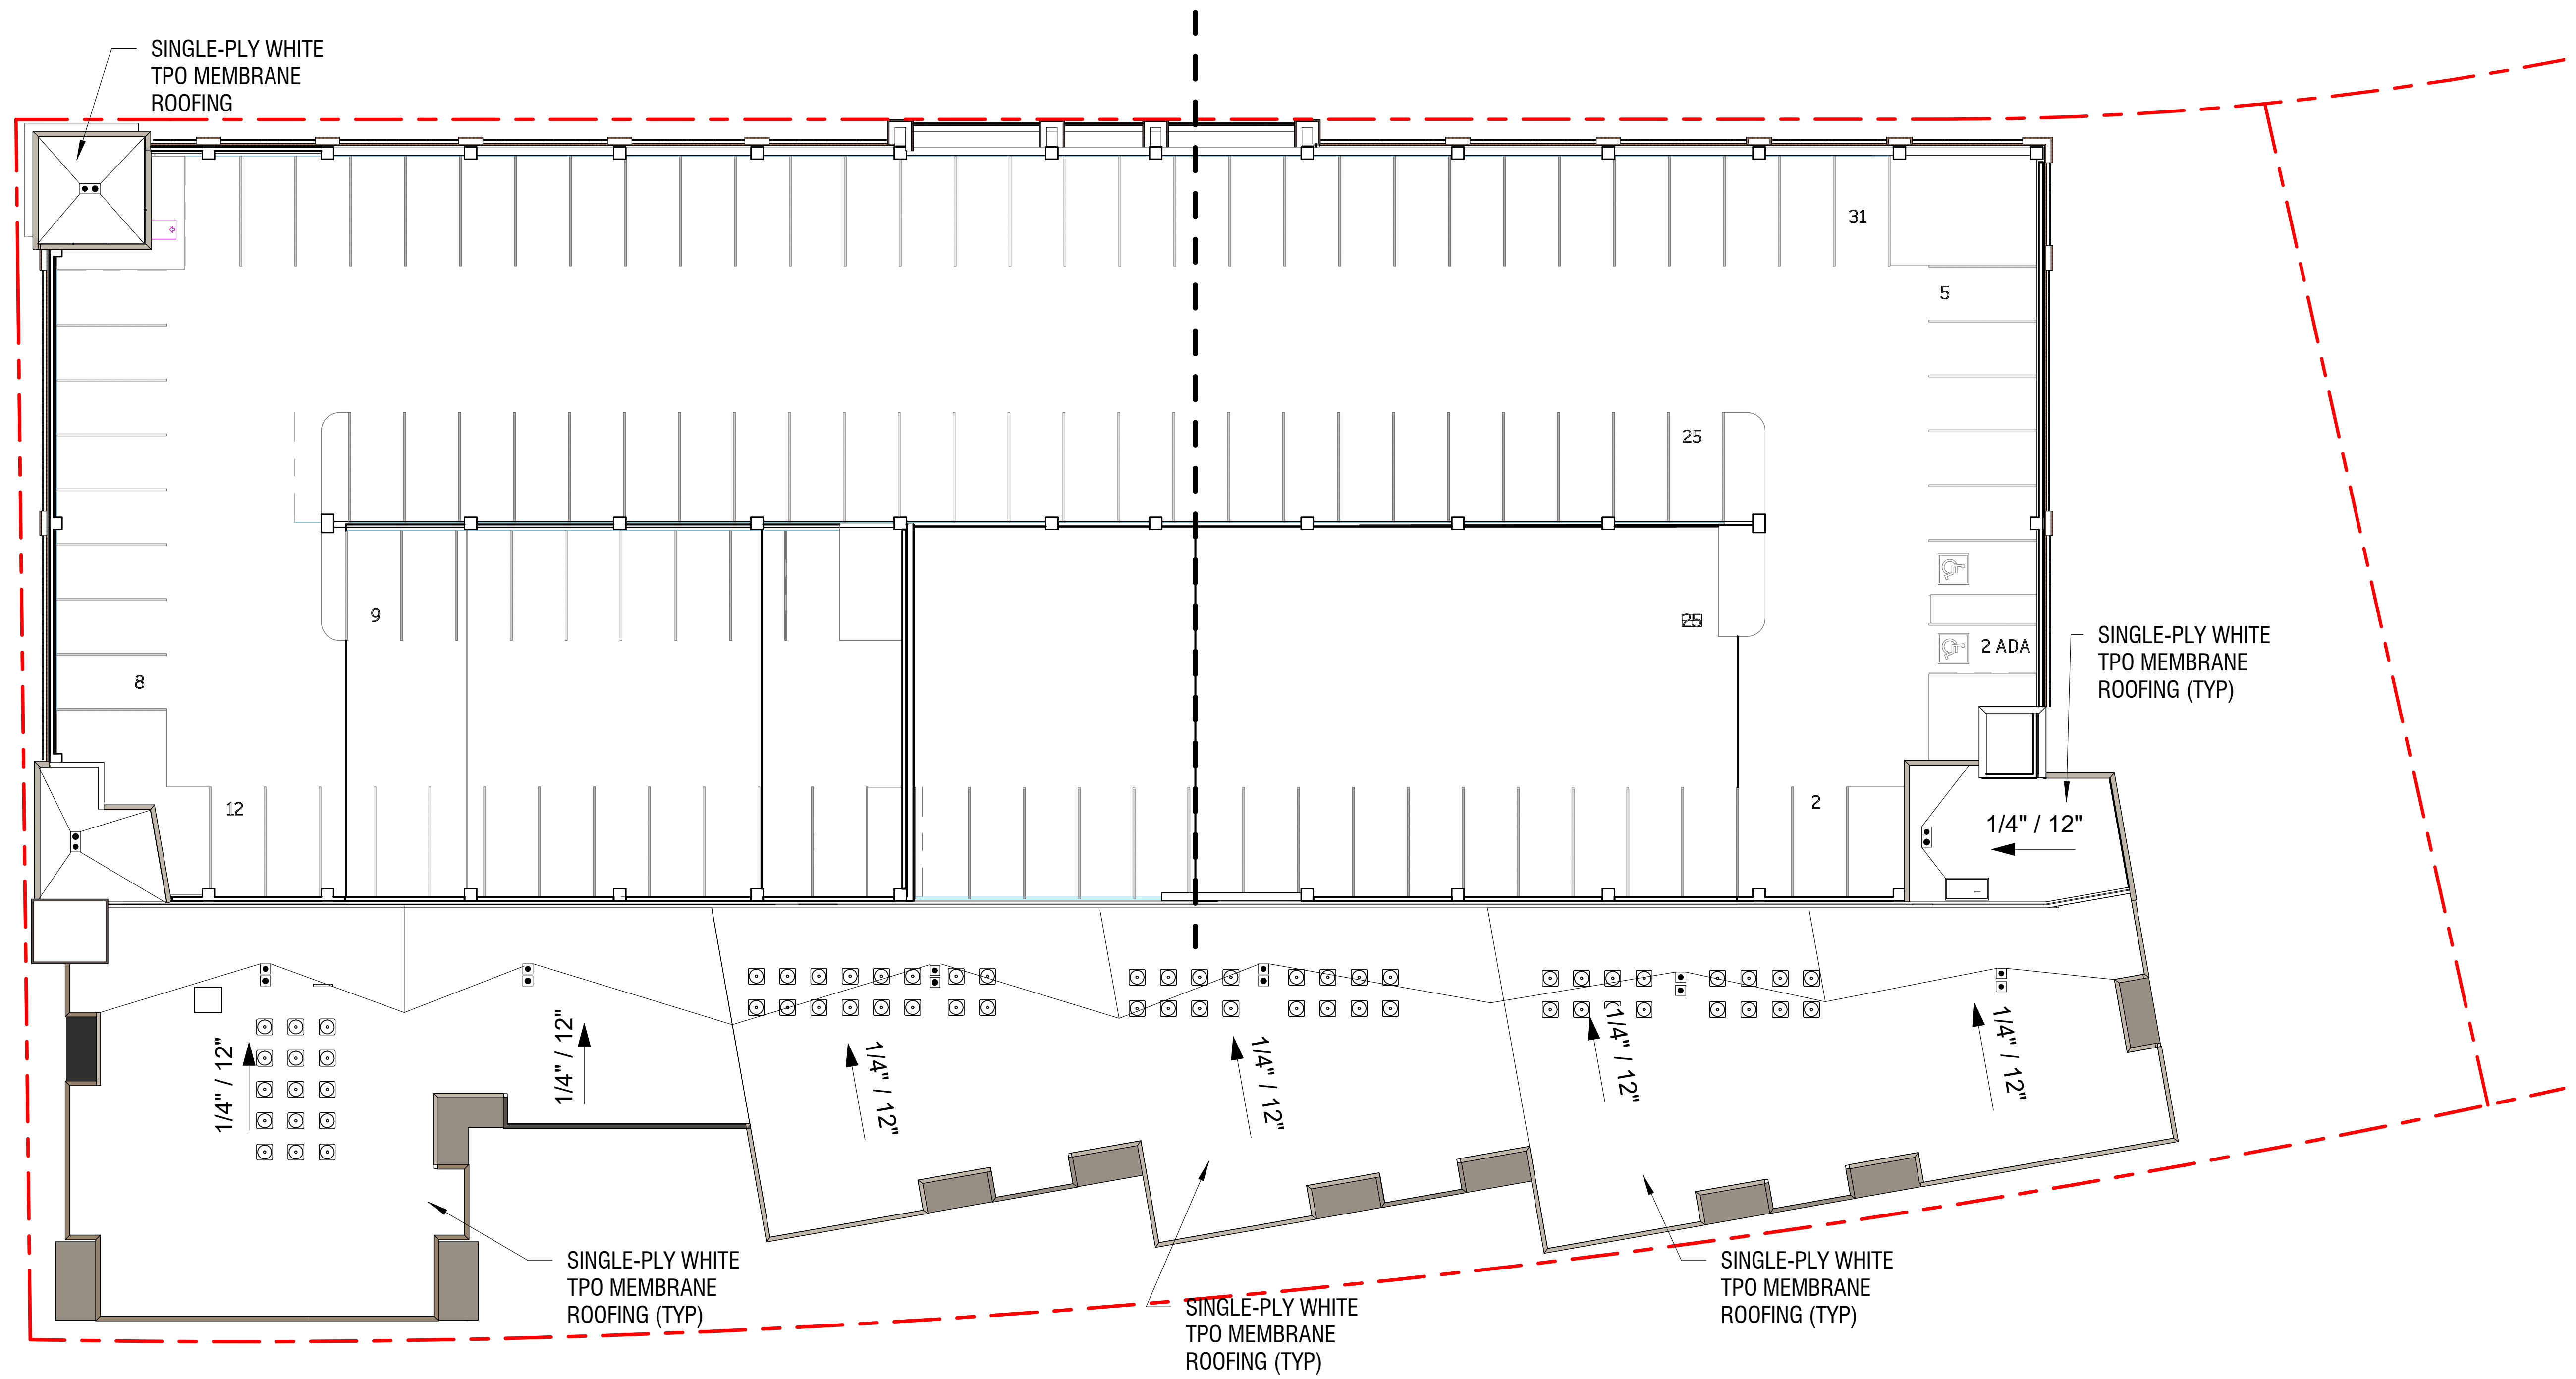 SINGLE-PLY WHITE
TPO MEMBRANE
ROOFING
31
5
25
9
25
2 ADA
SINGLE-PLY WHITE
TPO MEMBRANE
ROOFING (TYP)
8
12
2
1/4" / 12"
1/4" / 12"
1/4" / 12"
1/4" / 12"
1/4" / 12"
1/4" / 12"
1/4" / 12"
SINGLE-PLY WHITE
TPO MEMBRANE
ROOFING (TYP)
SINGLE-PLY WHITE
TPO MEMBRANE
ROOFING (TYP)
SINGLE-PLY WHITE
TPO MEMBRANE
ROOFING (TYP)